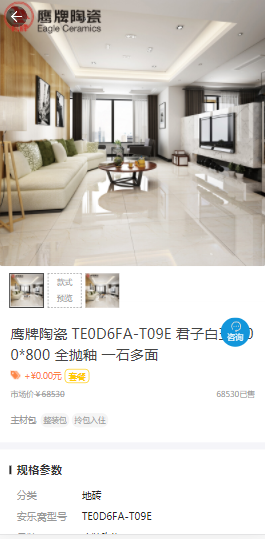 鹰牌陶瓷
Eagle Ceramics
款式
预览
鹰牌陶瓷 TE0D6FA-T09E 君子白
0*800 全抛釉 一石多面
咨询
+¥0.00元 套餐
市场价¥68530 68530已售
主材包 整装包 拎包入住
规格参数
分类 地砖
安乐窝型号 TE0D6FA-T09E